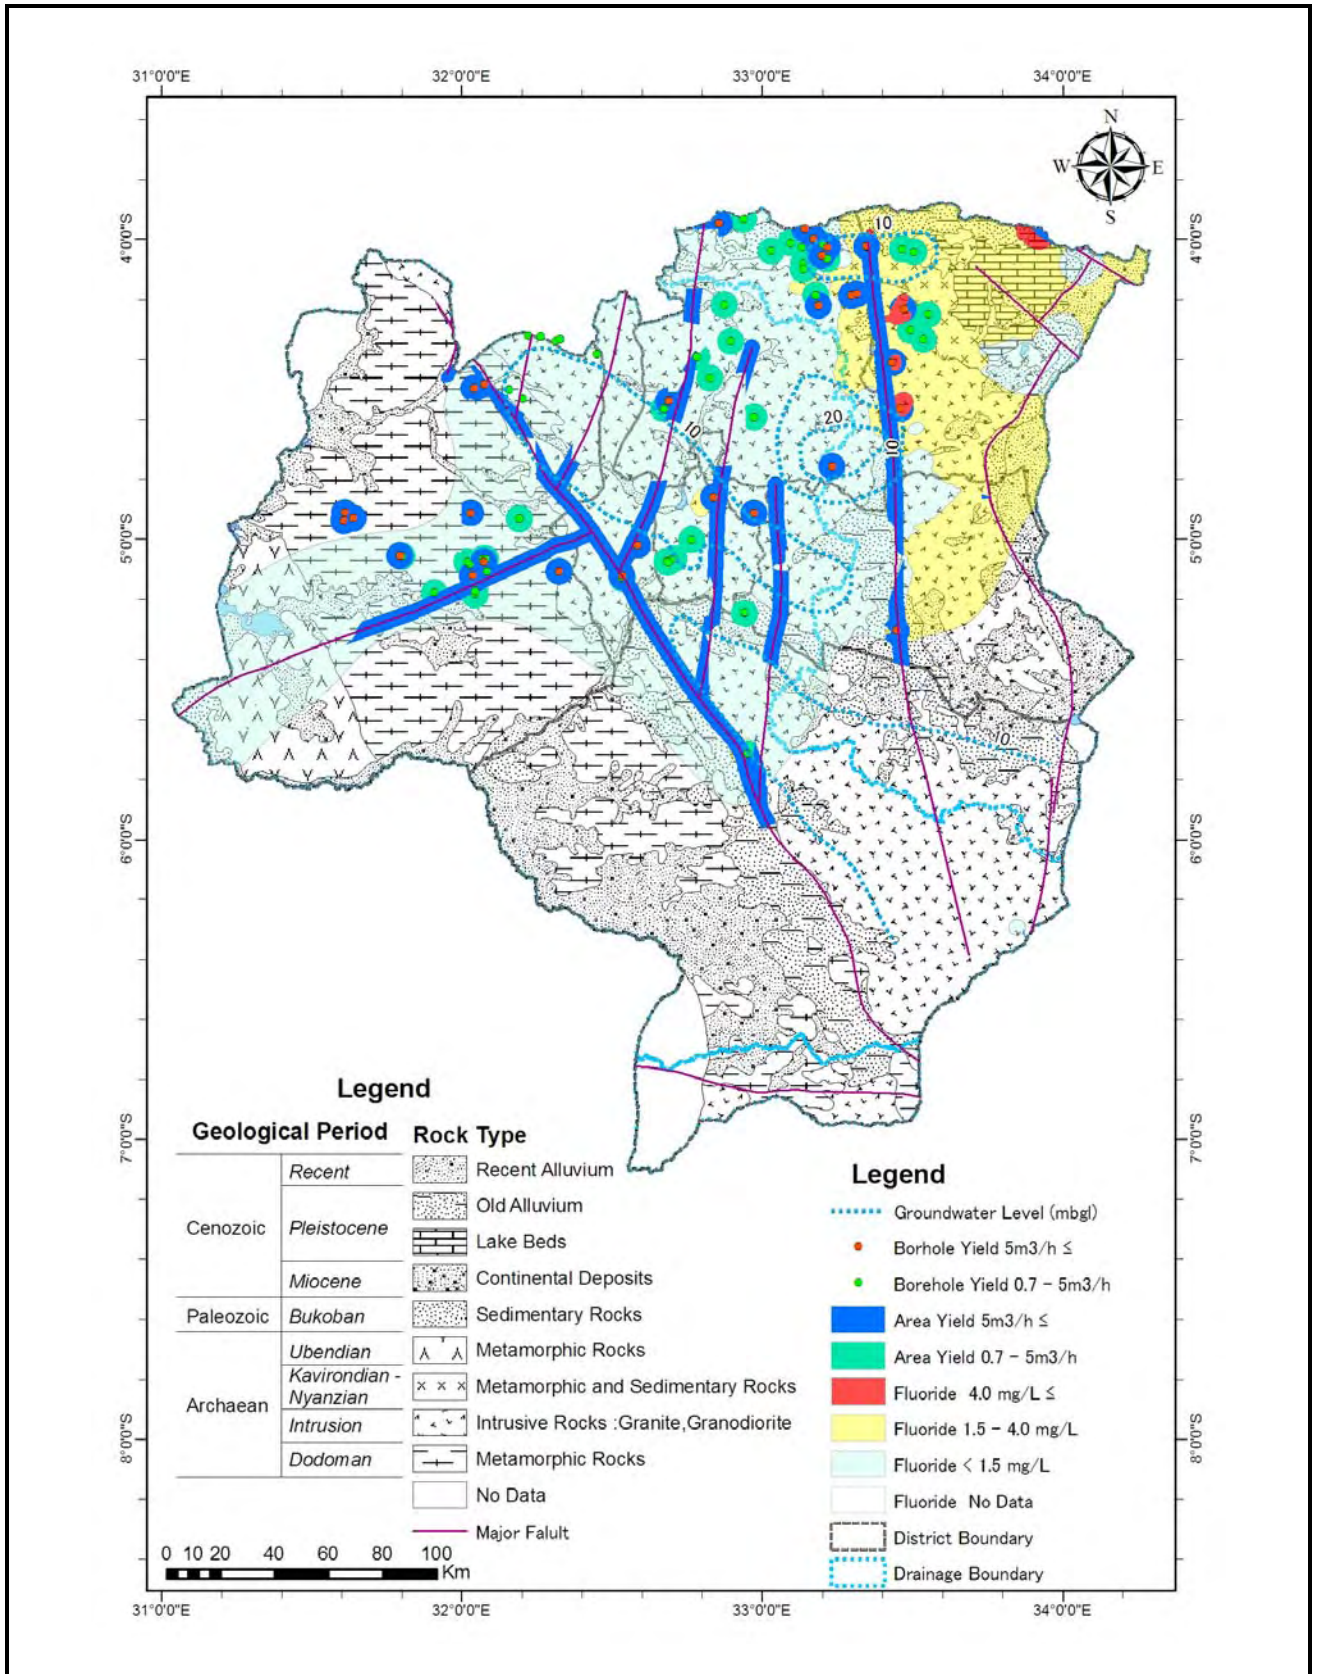 31°0'0"E 32°0'0"E 33°0'0"E 34°0'0"E
N
W E
S
4°0'0"S 4°0'0"S
5°0'0"S 5°0'0"S
6°0'0"S 6°0'0"S
7°0'0"S 7°0'0"S
8°0'0"S 8°0'0"S
10
20
10
10
10
Legend
Geological Period Rock Type
Cenozoic
Recent
Recent Alluvium
Pleistocene
Old Alluvium
Lake Beds
Miocene
Continental Deposits
Paleozoic
Bukoban
Sedimentary Rocks
Archaean
Ubendian
Metamorphic Rocks
Kavirondian -
Nyanzian
Metamorphic and Sedimentary Rocks
Intrusion
Intrusive Rocks :Granite,Granodiorite
Dodoman
Metamorphic Rocks
No Data
Major Falult
0 10 20 40 60 80 100
Km
Legend
Groundwater Level (mbgl)
Borhole Yield 5m3/h ≤
Borehole Yield 0.7 - 5m3/h
Area Yield 5m3/h ≤
Area Yield 0.7 - 5m3/h
Fluoride 4.0 mg/L ≤
Fluoride 1.5 - 4.0 mg/L
Fluoride < 1.5 mg/L
Fluoride No Data
District Boundary
Drainage Boundary
31°0'0"E 32°0'0"E 33°0'0"E 34°0'0"E